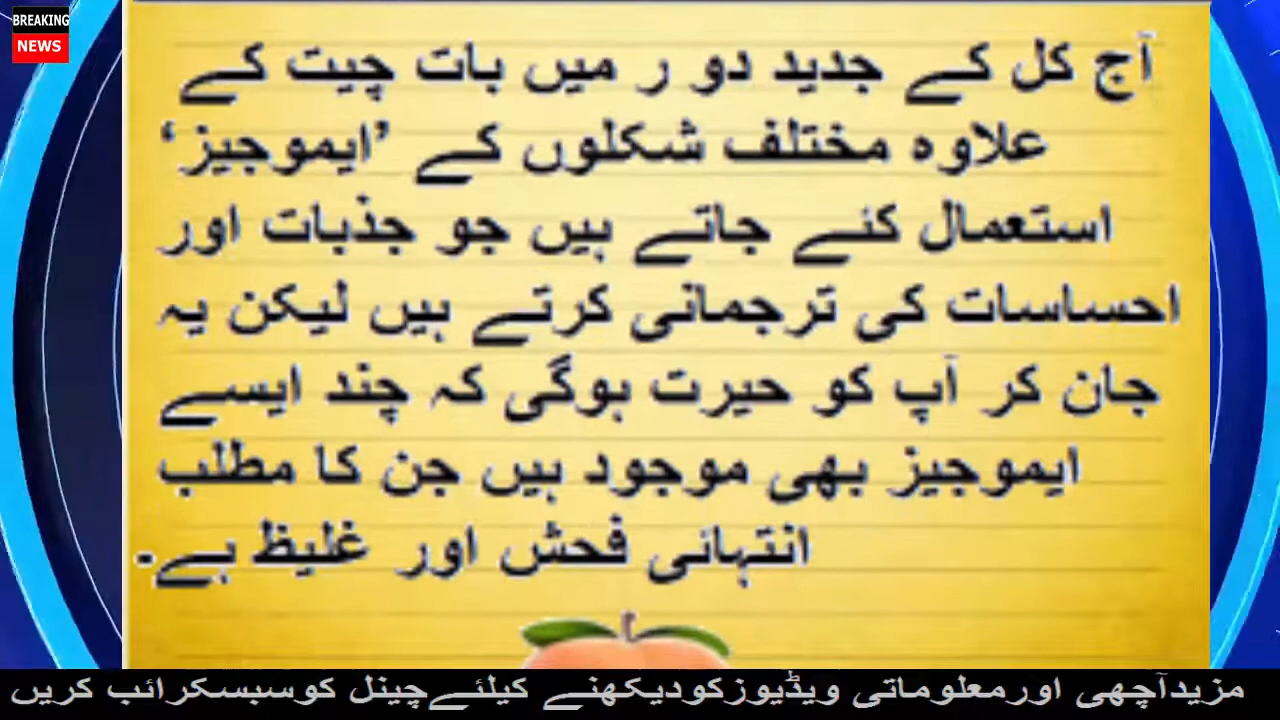 BREAKING
NEWS
آج کل کے جدید دو ر میں بات چیت کے
علاوہ مختلف شکلوں کے ’ایموجیز‘
استعمال کئے جاتے ہیں جو جذبات اور
احساسات کی ترجمانی کرتے ہیں لیکن یہ
جان کر آپ کو حیرت ہوگی کہ چند ایسے
ایموجیز بھی موجود ہیں جن کا مطلب
انتہائی فحش اور غلیظ ہے۔
مزیدآچھی اورمعلوماتی ویڈیوزکودیکھنے کیلئےچینل کوسبسکرائب کریں